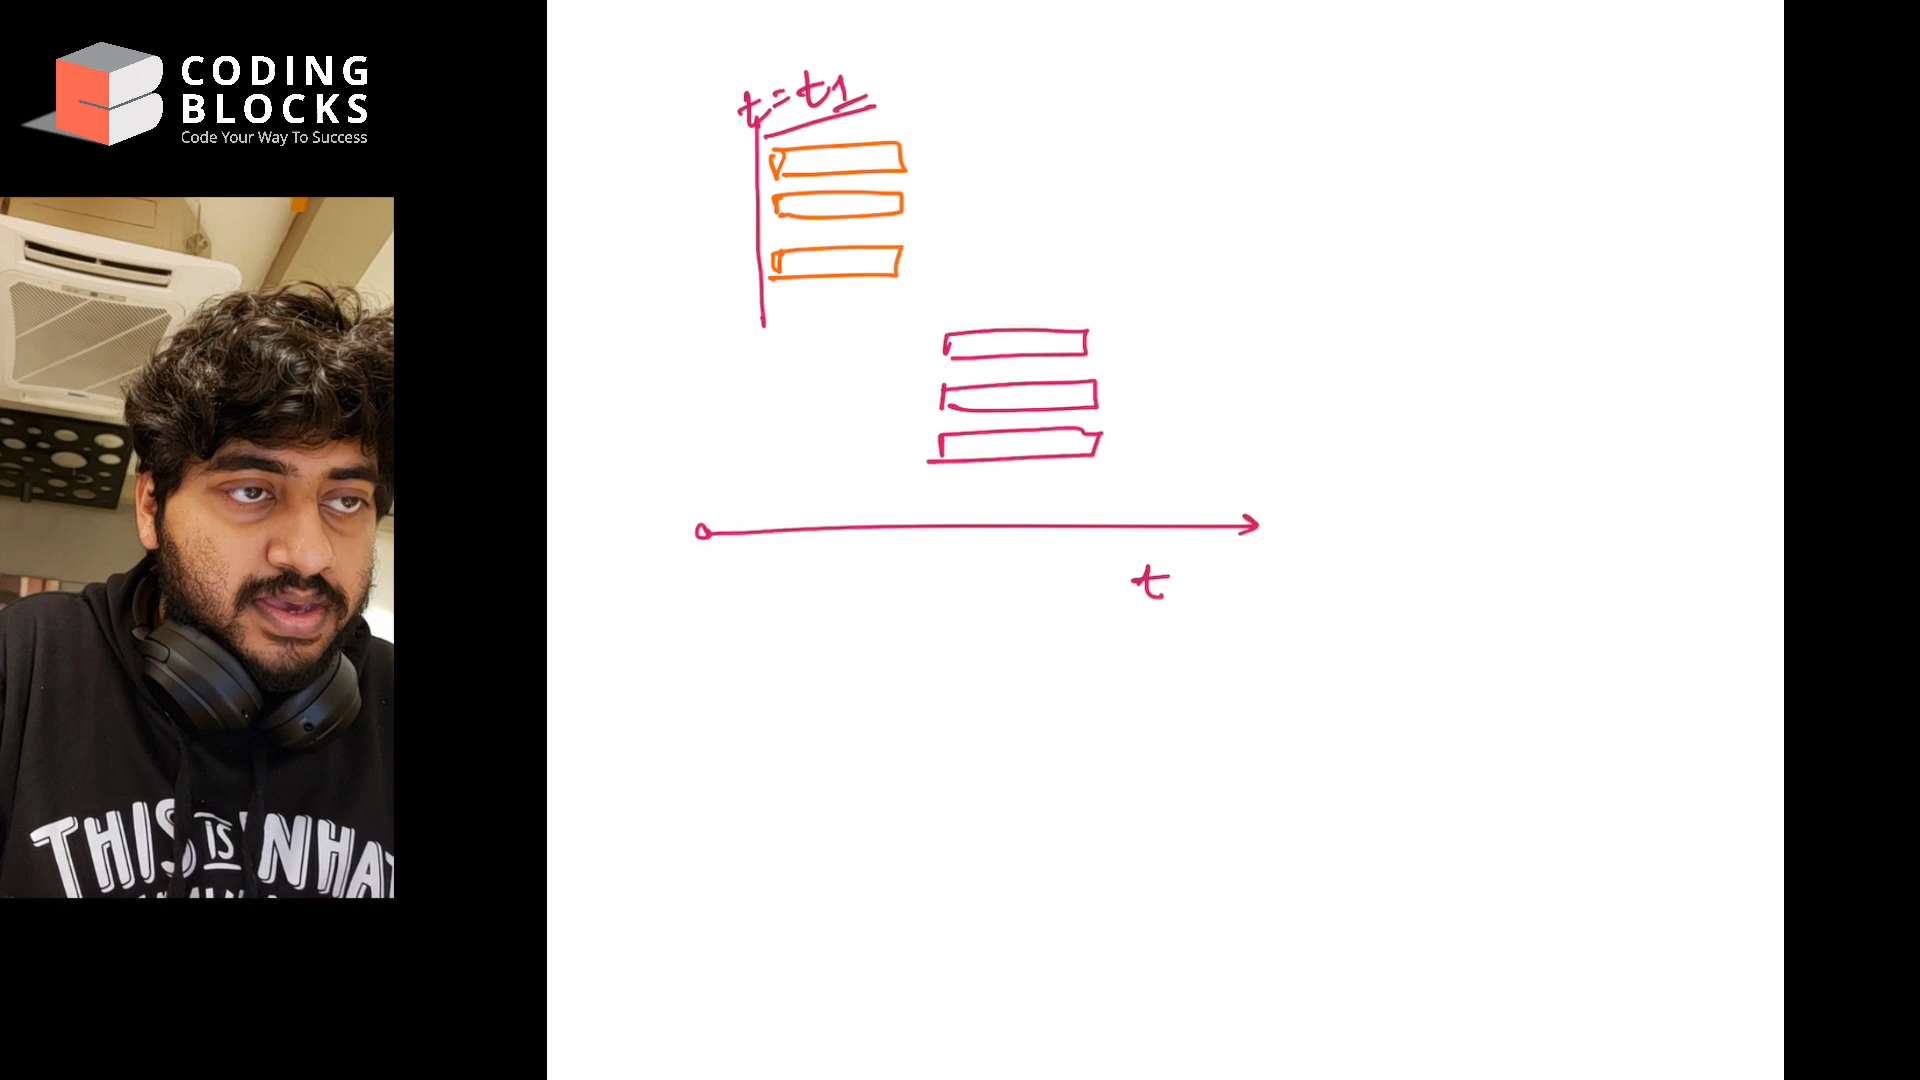 CODING
BLOCKS
Code Your Way To Success
t = t1
t
THIS IS WHAT